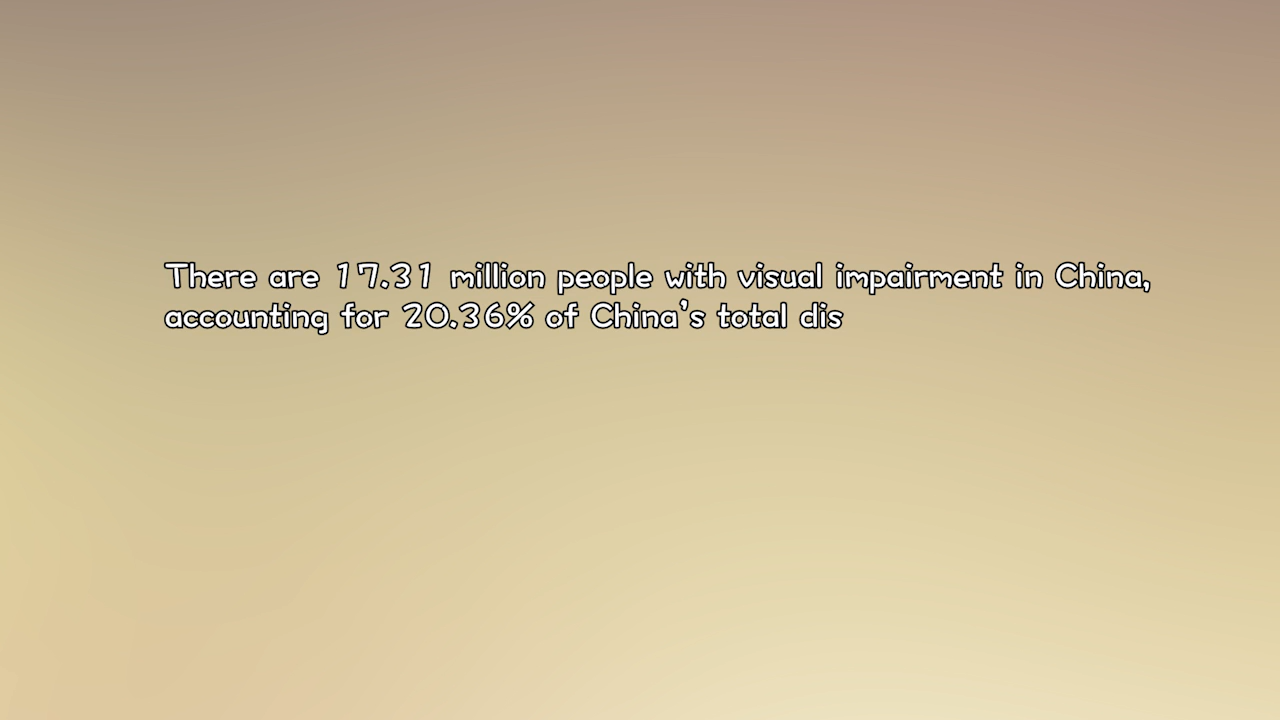 There are 17.31 million people with visual impairment in China,
accounting for 20.36% of China's total dis